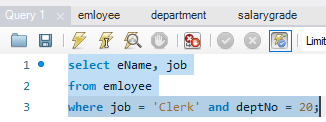 Query 1
emloyee
department
salarygrade
Limit
1
select eName, job
2
from emloyee
3
where job = 'Clerk' and deptNo = 20;